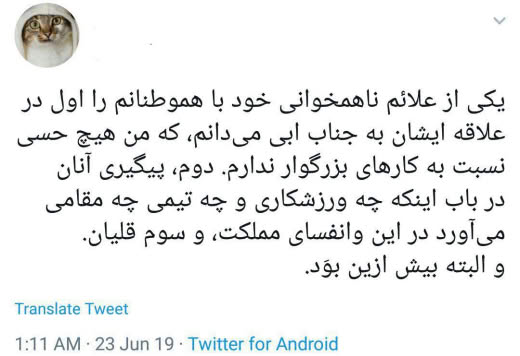 یکی از علائم ناهمخوانی خود با هموطنانم را اول در
علاقه ایشان به جناب ابی می‌دانم، که من هیچ حسی
نسبت به کارهای بزرگوار ندارم. دوم، پیگیری آنان
در باب اینکه چه ورزشکاری و چه تیمی چه مقامی
می‌آورد در این وانفسای مملکت، و سوم قلیان.
و البته بیش ازین بوَد.
Translate Tweet
1:11 AM · 23 Jun 19 · Twitter for Android